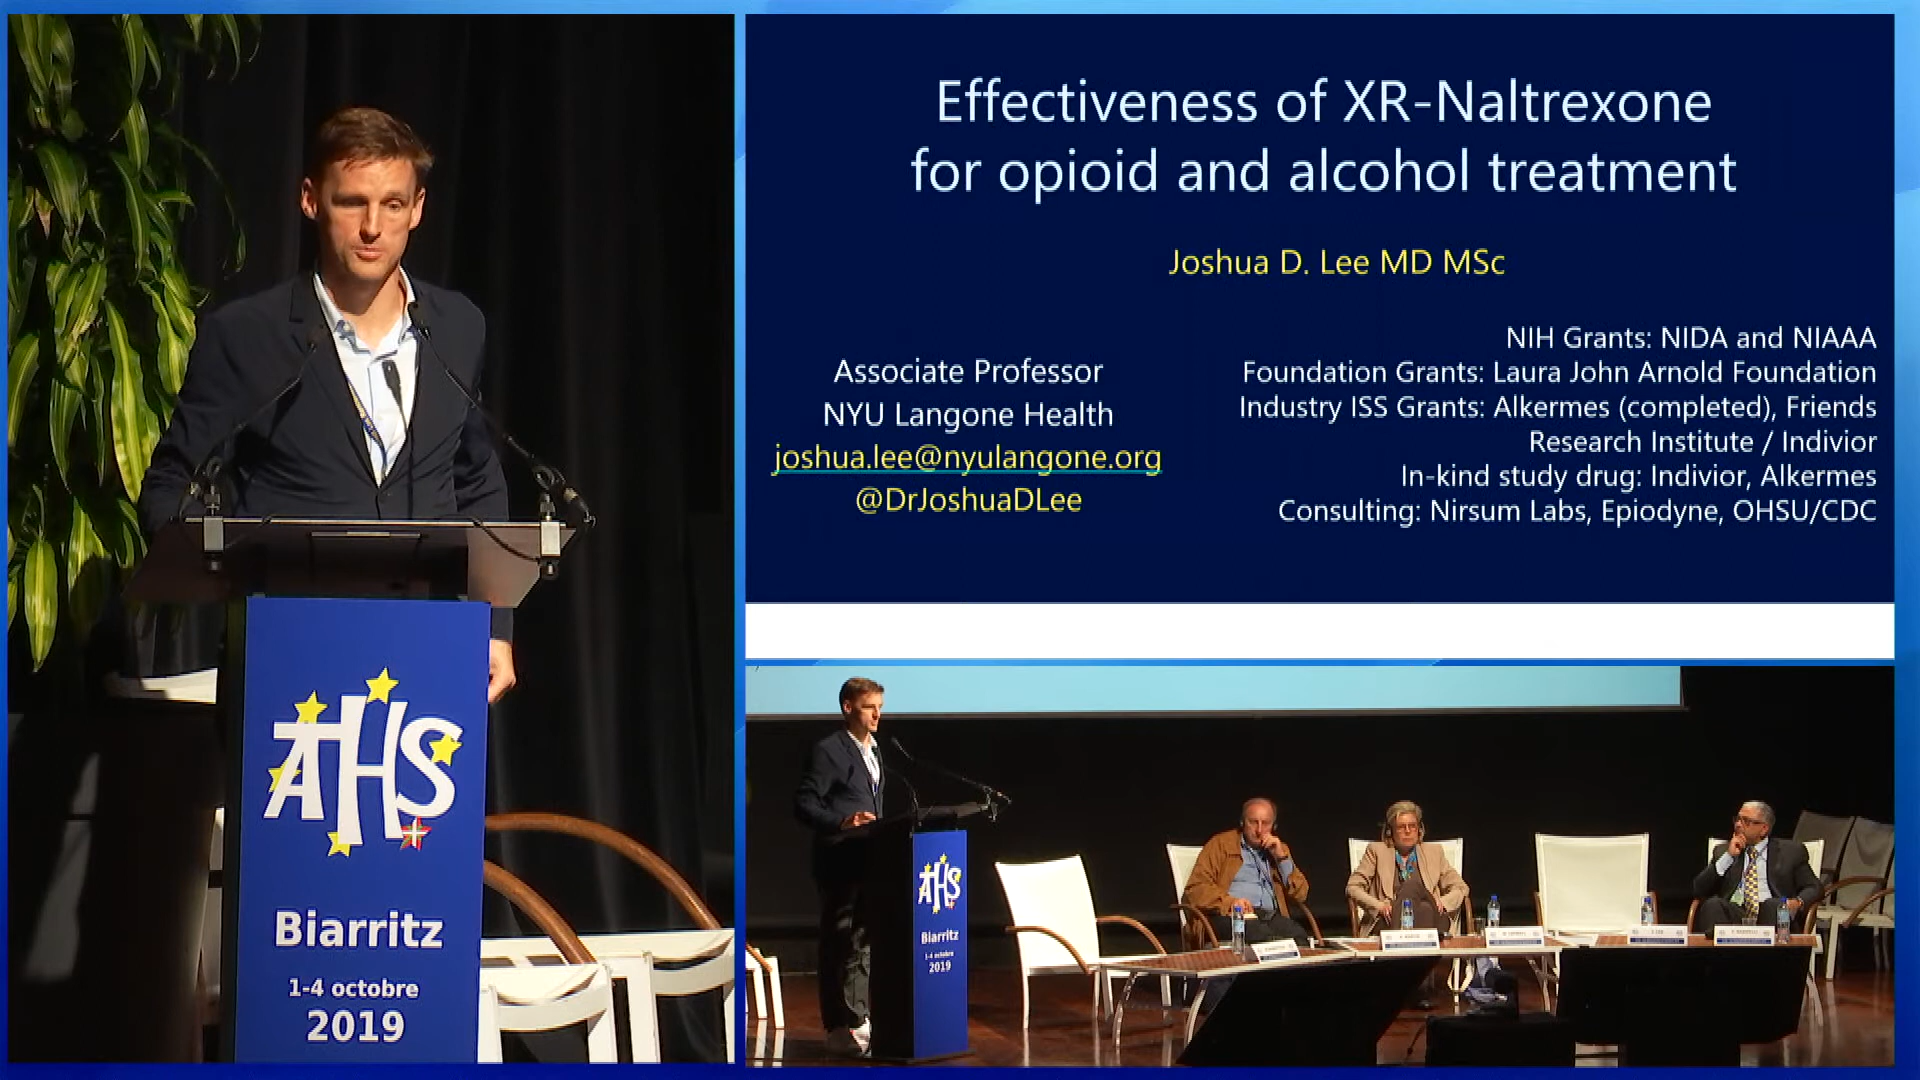 Effectiveness of XR-Naltrexone
for opioid and alcohol treatment
Joshua D. Lee MD MSc
Associate Professor
NYU Langone Health
joshua.lee@nyulangone.org
@DrJoshuaDLee
NIH Grants: NIDA and NIAAA
Foundation Grants: Laura John Arnold Foundation
Industry ISS Grants: Alkermes (completed), Friends
Research Institute / Indivior
In-kind study drug: Indivior, Alkermes
Consulting: Nirsum Labs, Epiodyne, OHSU/CDC
AHS
Biarritz
1-4 octobre
2019
AHS
Biarritz
1-4 octobre
2019